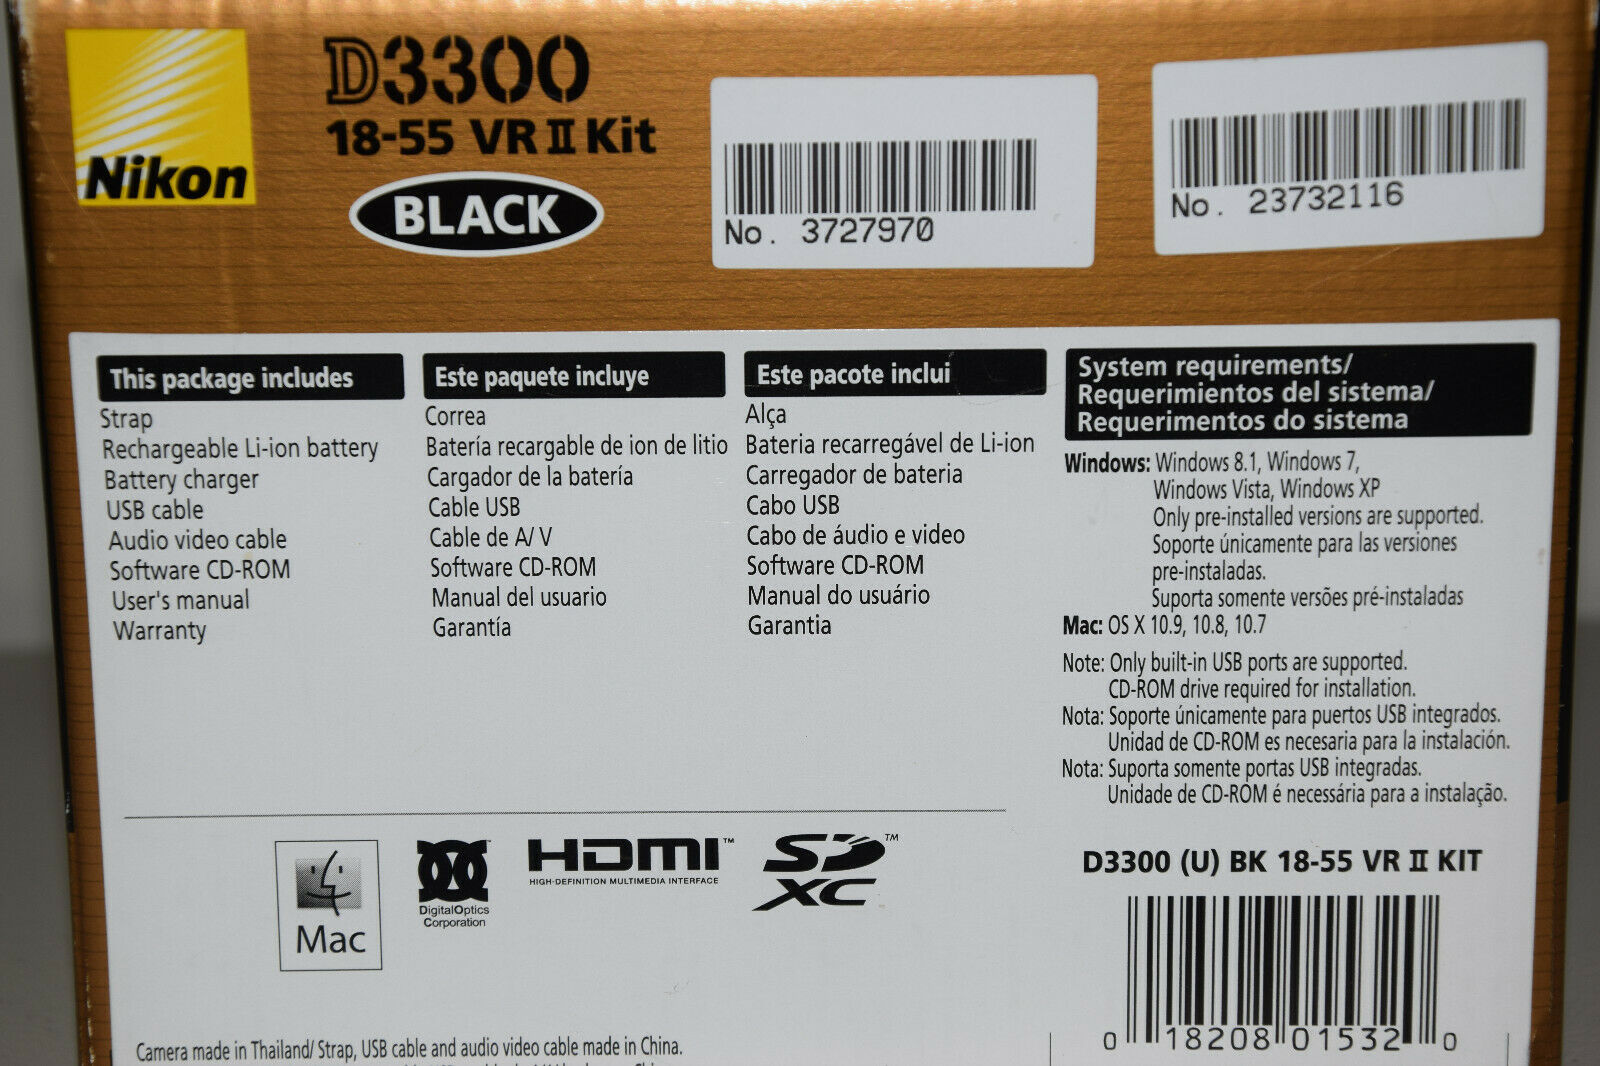 Nikon
D3300
18-55 VR II Kit
BLACK
No. 3727970
No. 23732116
This package includes
Strap
Rechargeable Li-ion battery
Battery charger
USB cable
Audio video cable
Software CD-ROM
User's manual
Warranty
Este paquete incluye
Correa
Batería recargable de ion de litio
Cargador de la batería
Cable USB
Cable de A/ V
Software CD-ROM
Manual del usuario
Garantía
Este pacote inclui
Alça
Bateria recarregável de Li-ion
Carregador de bateria
Cabo USB
Cabo de áudio e video
Software CD-ROM
Manual do usuário
Garantia
System requirements/
Requerimientos del sistema/
Requerimentos do sistema
Windows: Windows 8.1, Windows 7,
Windows Vista, Windows XP
Only pre-installed versions are supported.
Soporte únicamente para las versiones
pre-instaladas.
Suporta somente versões pré-instaladas
Mac: OS X 10.9, 10.8, 10.7
Note: Only built-in USB ports are supported.
CD-ROM drive required for installation.
Nota: Soporte únicamente para puertos USB integrados.
Unidad de CD-ROM es necesaria para la instalación.
Nota: Suporta somente portas USB integradas.
Unidade de CD-ROM é necessária para a instalação.
Mac
DigitalOptics
Corporation
HDMI™
HIGH-DEFINITION MULTIMEDIA INTERFACE
SD™
XC
D3300 (U) BK 18-55 VR II KIT
0 18208 01532 0
Camera made in Thailand/ Strap, USB cable and audio video cable made in China.